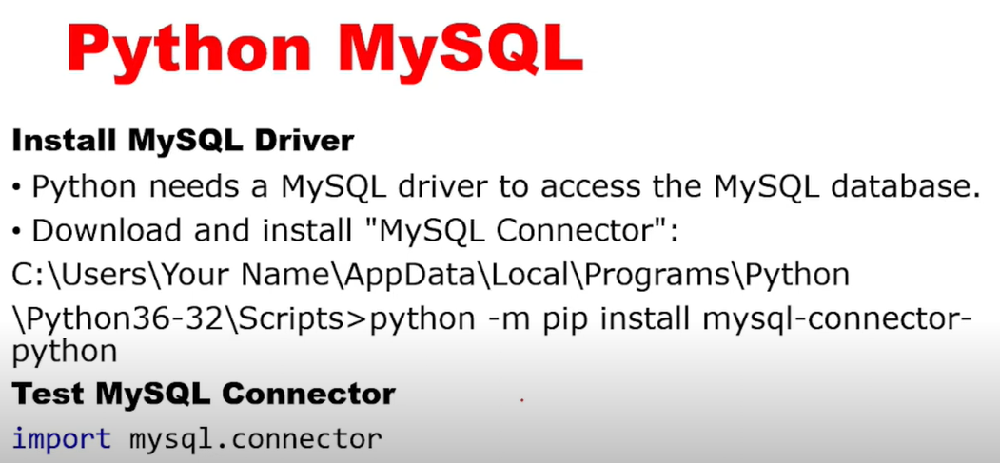 Python MySQL
Install MySQL Driver
• Python needs a MySQL driver to access the MySQL database.
• Download and install "MySQL Connector":
C:\Users\Your Name\AppData\Local\Programs\Python
\Python36-32\Scripts>python -m pip install mysql-connector-
python
Test MySQL Connector
import mysql.connector